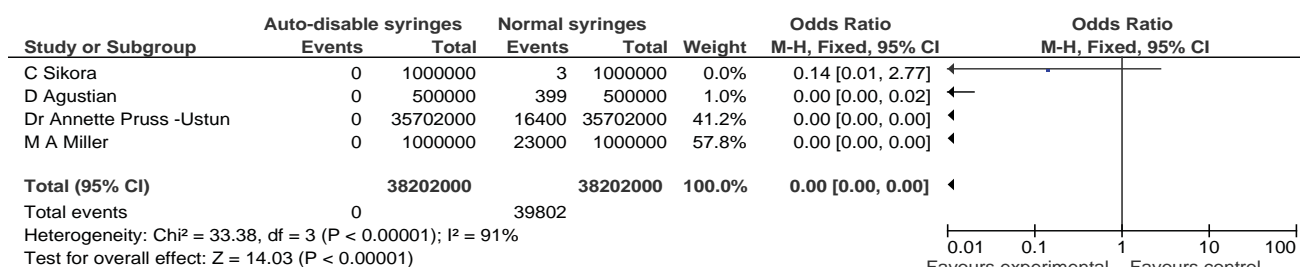 Auto-disable syringes Normal syringes Odds Ratio Odds Ratio
Study or Subgroup Events Total Events Total Weight M-H, Fixed, 95% CI M-H, Fixed, 95% CI
C Sikora 0 1000000 3 1000000 0.0% 0.14 [0.01, 2.77]
D Agustian 0 500000 399 500000 1.0% 0.00 [0.00, 0.02]
Dr Annette Pruss -Ustun 0 35702000 16400 35702000 41.2% 0.00 [0.00, 0.00]
M A Miller 0 1000000 23000 1000000 57.8% 0.00 [0.00, 0.00]
Total (95% CI) 38202000 38202000 100.0% 0.00 [0.00, 0.00]
Total events 0 39802
Heterogeneity: Chi² = 33.38, df = 3 (P < 0.00001); I² = 91%
Test for overall effect: Z = 14.03 (P < 0.00001)
0.01 0.1 1 10 100
Favours experimental Favours control